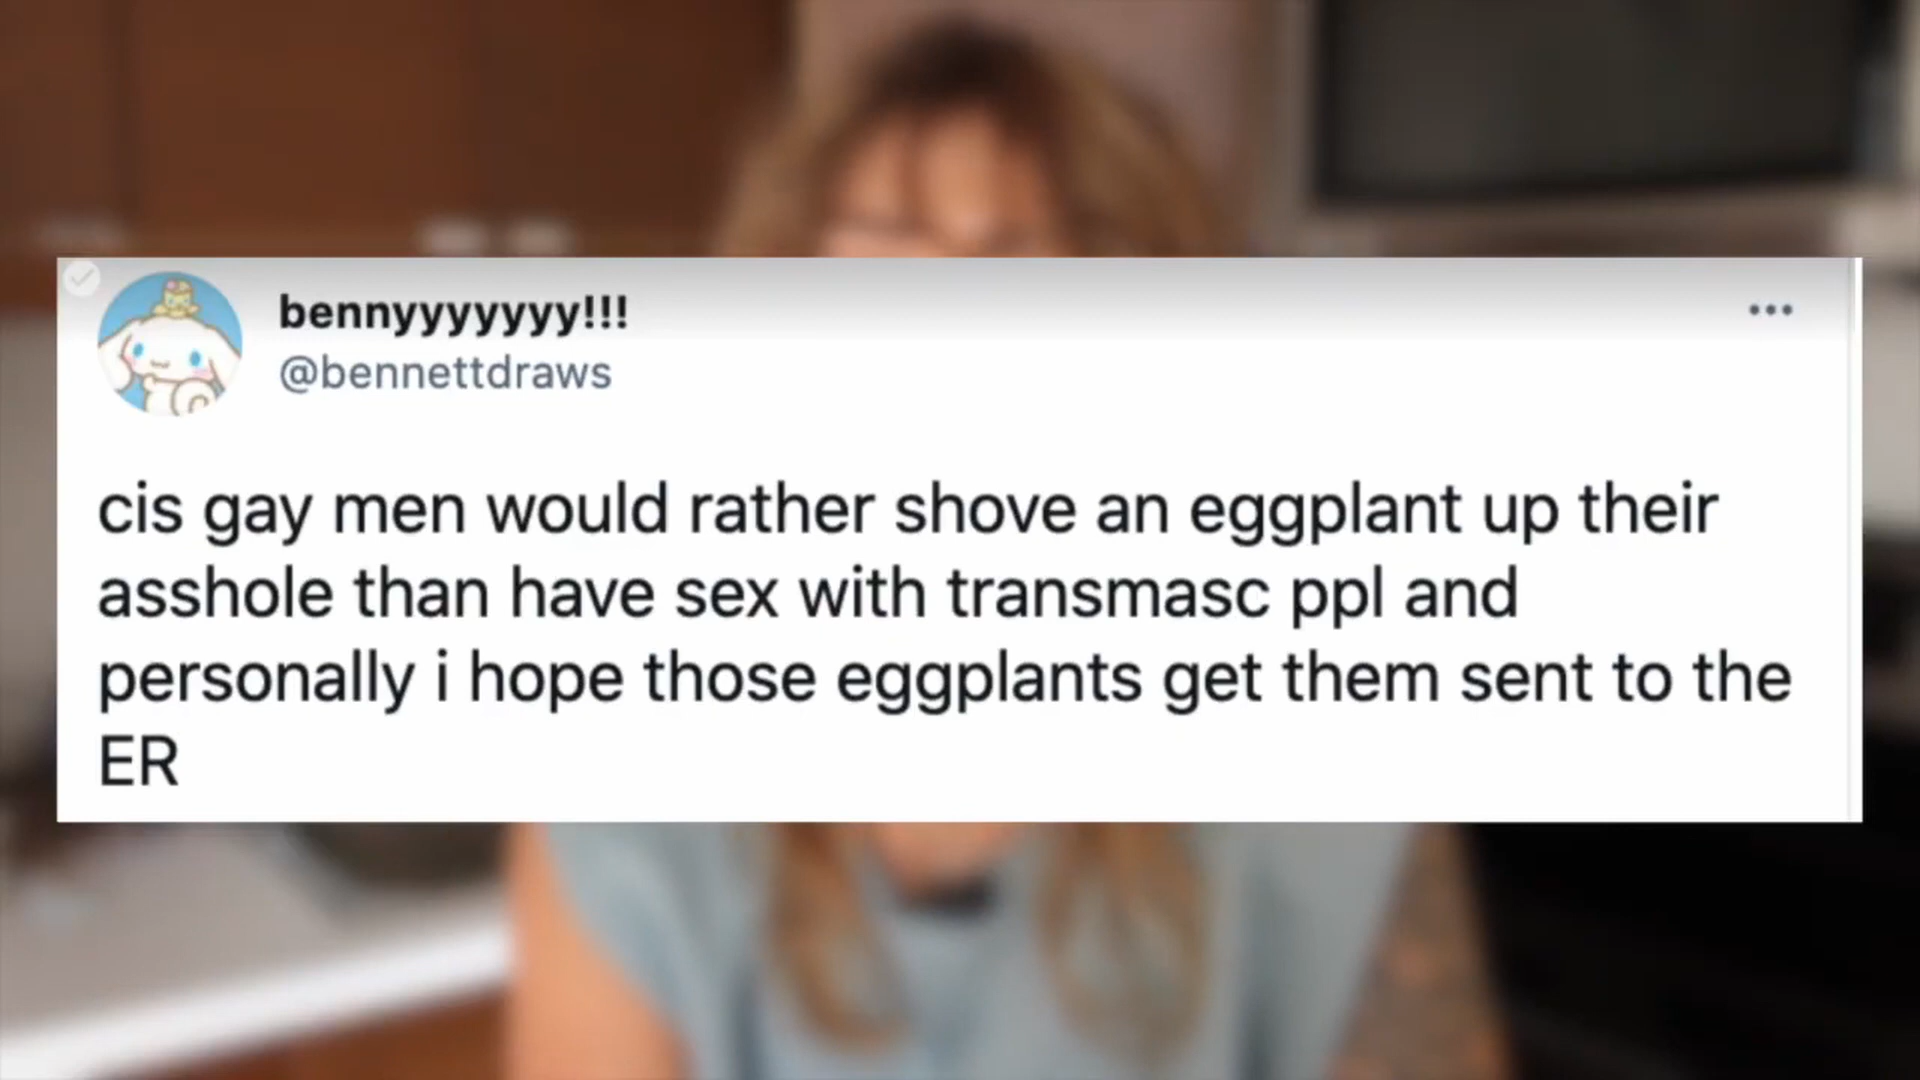 bennyyyyyyy!!!
@bennettdraws
cis gay men would rather shove an eggplant up their
asshole than have sex with transmasc ppl and
personally i hope those eggplants get them sent to the
ER